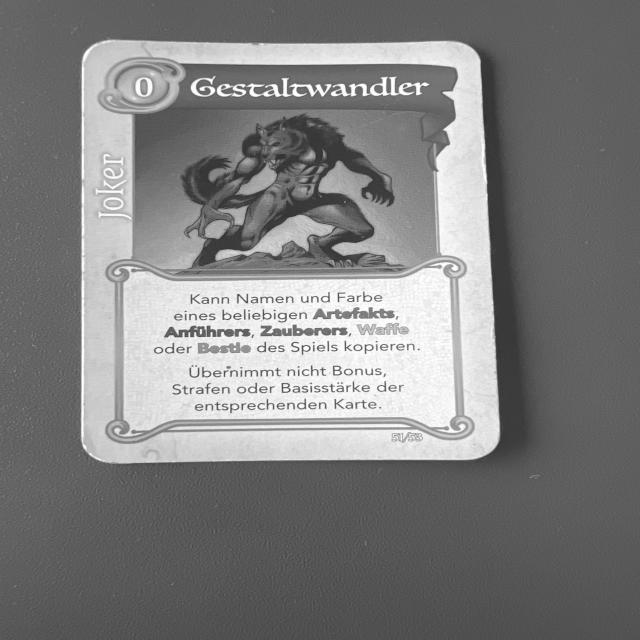 0 Gestaltwandler
Joker
Kann Namen und Farbe
eines beliebigen Artefakts,
Anführers, Zauberers, Waffe
oder Bestie des Spiels kopieren.
Übernimmt nicht Bonus,
Strafen oder Basisstärke der
entsprechenden Karte.
51/53